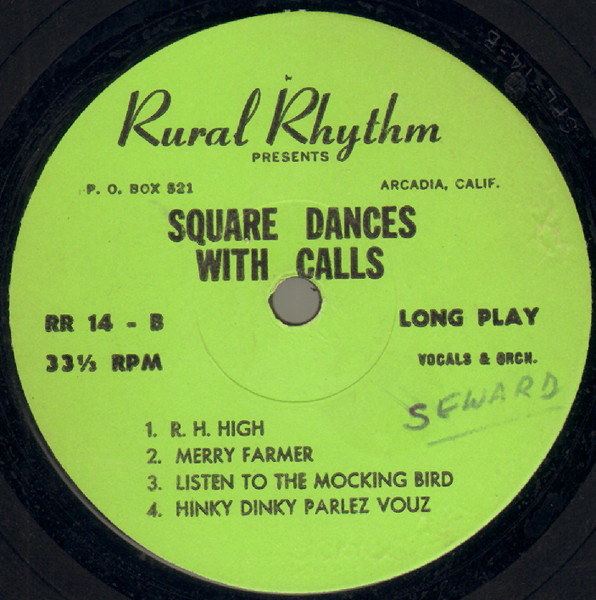 Rural Rhythm
PRESENTS
P. O. BOX 521 ARCADIA, CALIF.
SQUARE DANCES
WITH CALLS
RR 14 - B LONG PLAY
33⅓ RPM VOCALS & ORCH.
SEWARD
1. R. H. HIGH
2. MERRY FARMER
3. LISTEN TO THE MOCKING BIRD
4. HINKY DINKY PARLEZ VOUZ